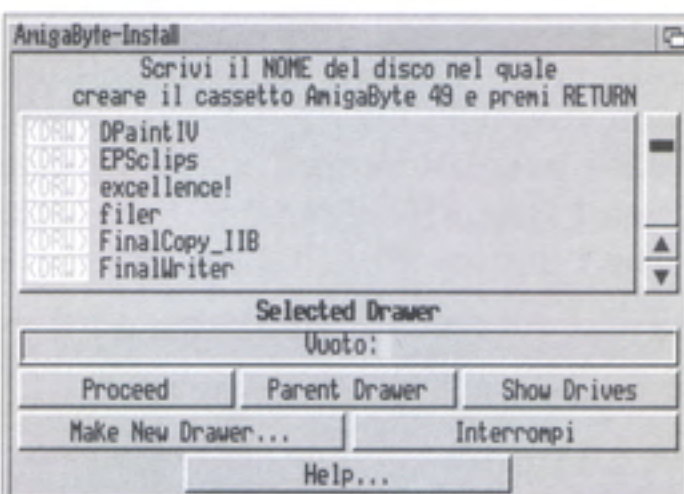 AmigaByte-Install
Scrivi il NOME del disco nel quale
creare il cassetto AmigaByte 49 e premi RETURN
<DRW> DPaintIV
<DRW> EPSclips
<DRW> excellence!
<DRW> filer
<DRW> FinalCopy_IIB
<DRW> FinalWriter
Selected Drawer
Vuoto:
Proceed Parent Drawer Show Drives
Make New Drawer... Interrompi
Help...